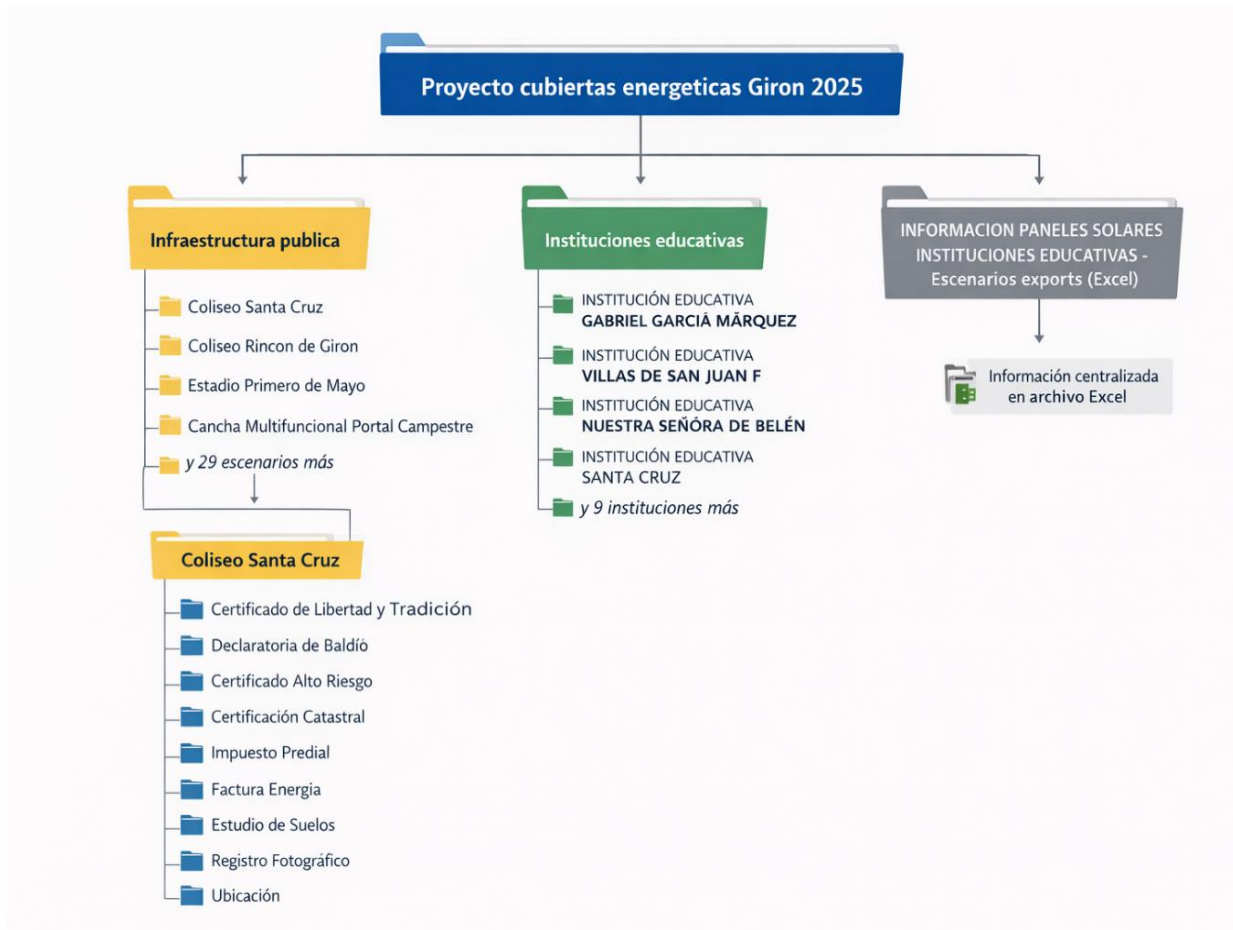 Proyecto cubiertas energeticas Giron 2025
Infraestructura publica
Coliseo Santa Cruz
Coliseo Rincon de Giron
Estadio Primero de Mayo
Cancha Multifuncional Portal Campestre
y 29 escenarios más
Coliseo Santa Cruz
Certificado de Libertad y Tradición
Declaratoria de Baldíò
Certificado Alto Riesgo
Certificación Catastral
Impuesto Predial
Factura Energia
Estudio de Suelos
Registro Fotográfico
Ubicación
Instituciones educativas
INSTITUCIÓN EDUCATIVA
GABRIEL GARCIÁ MÁRQUEZ
INSTITUCIÓN EDUCATIVA
VILLAS DE SAN JUAN F
INSTITUCIÓN EDUCATIVA
NUESTRA SEÑÓRA DE BELÉN
INSTITUCIÓN EDUCATIVA
SANTA CRUZ
y 9 instituciones más
INFORMACION PANELES SOLARES
INSTITUCIONES EDUCATIVAS -
Escenarios exports (Excel)
Información centralizada
en archivo Excel